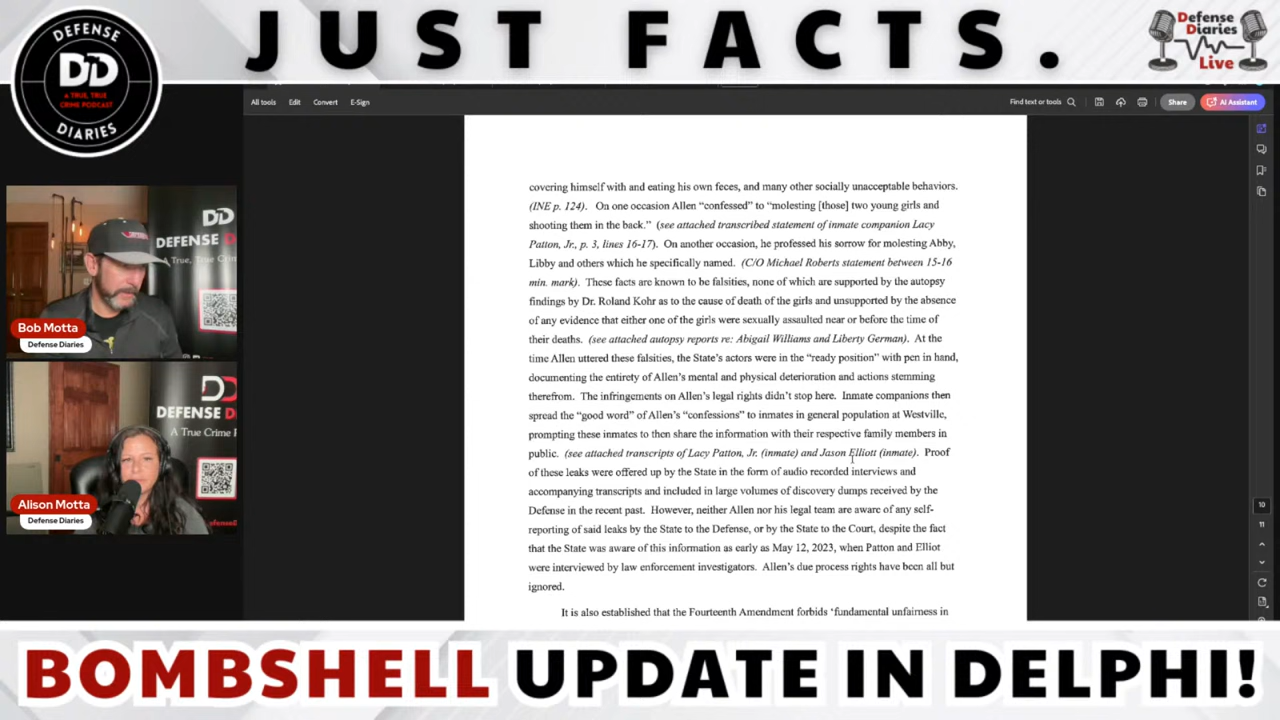 JUST FACTS.
DEFENSE
DD
A TRUE, TRUE
CRIME PODCAST
DIARIES
Defense
Diaries
Live
All tools Edit Convert E-Sign
Find text or tools
Share
AI Assistant
covering himself with and eating his own feces, and many other socially unacceptable behaviors.
(INE p. 124). On one occasion Allen “confessed” to “molesting [those] two young girls and
shooting them in the back.” (see attached transcribed statement of inmate companion Lacy
Patton, Jr., p. 3, lines 16-17). On another occasion, he professed his sorrow for molesting Abby,
Libby and others which he specifically named. (C/O Michael Roberts statement between 15-16
min. mark). These facts are known to be falsities, none of which are supported by the autopsy
findings by Dr. Roland Kohr as to the cause of death of the girls and unsupported by the absence
of any evidence that either one of the girls were sexually assaulted near or before the time of
their deaths. (see attached autopsy reports re: Abigail Williams and Liberty German). At the
time Allen uttered these falsities, the State’s actors were in the “ready position” with pen in hand,
documenting the entirety of Allen’s mental and physical deterioration and actions stemming
therefrom. The infringements on Allen’s legal rights didn’t stop here. Inmate companions then
spread the “good word” of Allen’s “confessions” to inmates in general population at Westville,
prompting these inmates to then share the information with their respective family members in
public. (see attached transcripts of Lacy Patton, Jr. (inmate) and Jason Elliott (inmate). Proof
of these leaks were offered up by the State in the form of audio recorded interviews and
accompanying transcripts and included in large volumes of discovery dumps received by the
Defense in the recent past. However, neither Allen nor his legal team are aware of any self-
reporting of said leaks by the State to the Defense, or by the State to the Court, despite the fact
that the State was aware of this information as early as May 12, 2023, when Patton and Elliot
were interviewed by law enforcement investigators. Allen’s due process rights have been all but
ignored.
It is also established that the Fourteenth Amendment forbids ‘fundamental unfairness in
10
11
DD
DEFENSE
A True, True Cri
Bob Motta
Defense Diaries
DEFENSE D
A True Crime P
Alison Motta
Defense Diaries
BOMBSHELL UPDATE IN DELPHI!